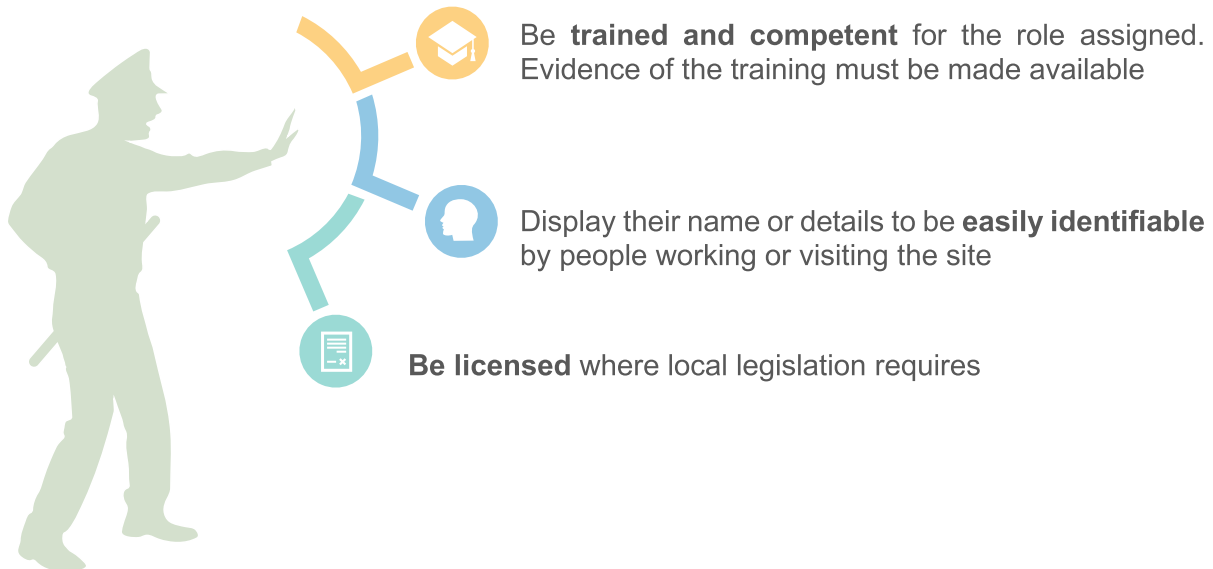 Be trained and competent for the role assigned.
Evidence of the training must be made available
Display their name or details to be easily identifiable
by people working or visiting the site
Be licensed where local legislation requires